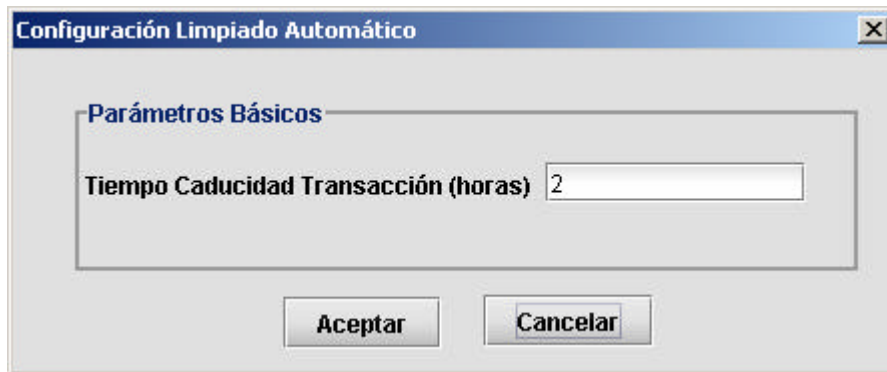 Configuración Limpiado Automático
Parámetros Básicos
Tiempo Caducidad Transacción (horas) 2
Aceptar Cancelar